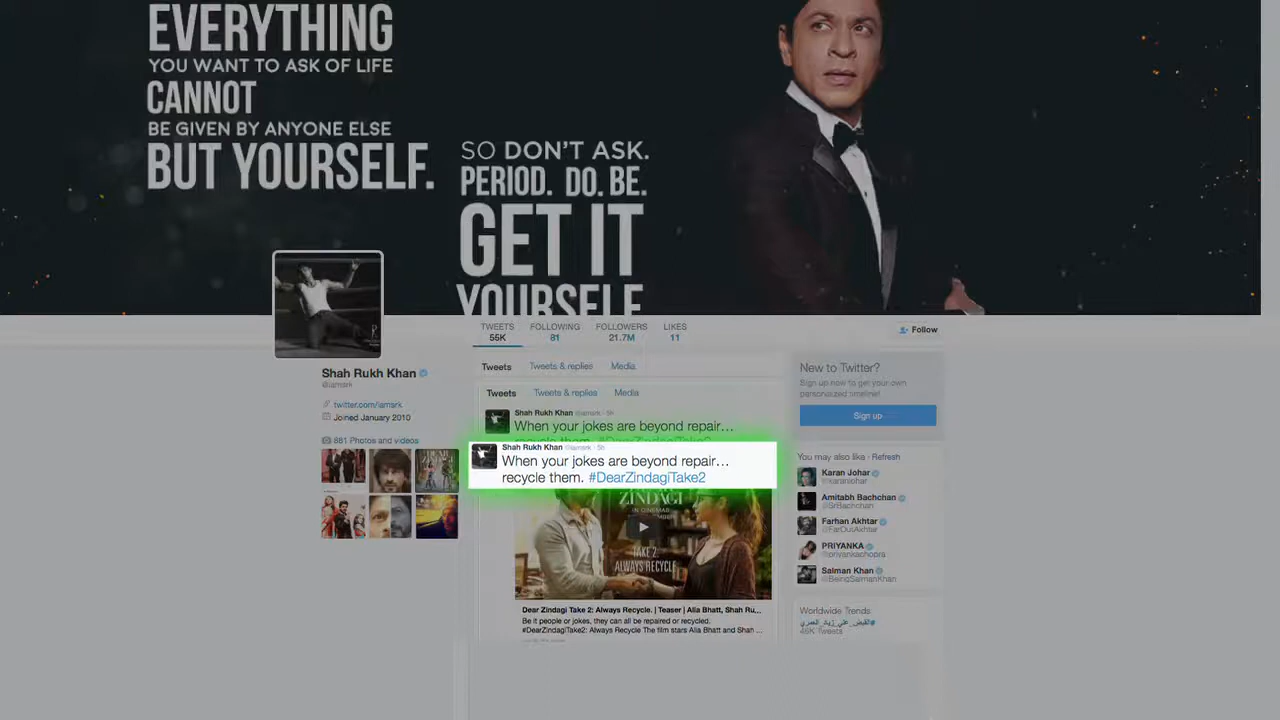 EVERYTHING
YOU WANT TO ASK OF LIFE
CANNOT
BE GIVEN BY ANYONE ELSE
BUT YOURSELF.
SO DON'T ASK.
PERIOD. DO. BE.
GET IT
YOURSELF
TWEETS
55K
FOLLOWING
81
FOLLOWERS
21.7M
LIKES
11
Follow
Shah Rukh Khan
@iamsrk
twitter.com/iamsrk
Joined January 2010
661 Photos and videos
Tweets Tweets & replies Media
Tweets Tweets & replies Media
Shah Rukh Khan @iamsrk · 5h
When your jokes are beyond repair…
recycle them. #DearZindagiTake2
Shah Rukh Khan @iamsrk · 5h
When your jokes are beyond repair…
recycle them. #DearZindagiTake2
ZINDAGI
IN CINEMAS
TAKE 2:
ALWAYS RECYCLE.
Dear Zindagi Take 2: Always Recycle. | Teaser | Alia Bhatt, Shah Ru...
Be it people or jokes, they can all be repaired or recycled.
#DearZindagiTake2: Always Recycle The film stars Alia Bhatt and Shah ...
New to Twitter?
Sign up now to get your own
personalized timeline!
Sign up
You may also like · Refresh
Karan Johar
@karanjohar
Amitabh Bachchan
@SrBachchan
Farhan Akhtar
@FarOutAkhtar
PRIYANKA
@priyankachopra
Salman Khan
@BeingSalmanKhan
Worldwide Trends
#القبض_علي_زياد_العمري
46K Tweets